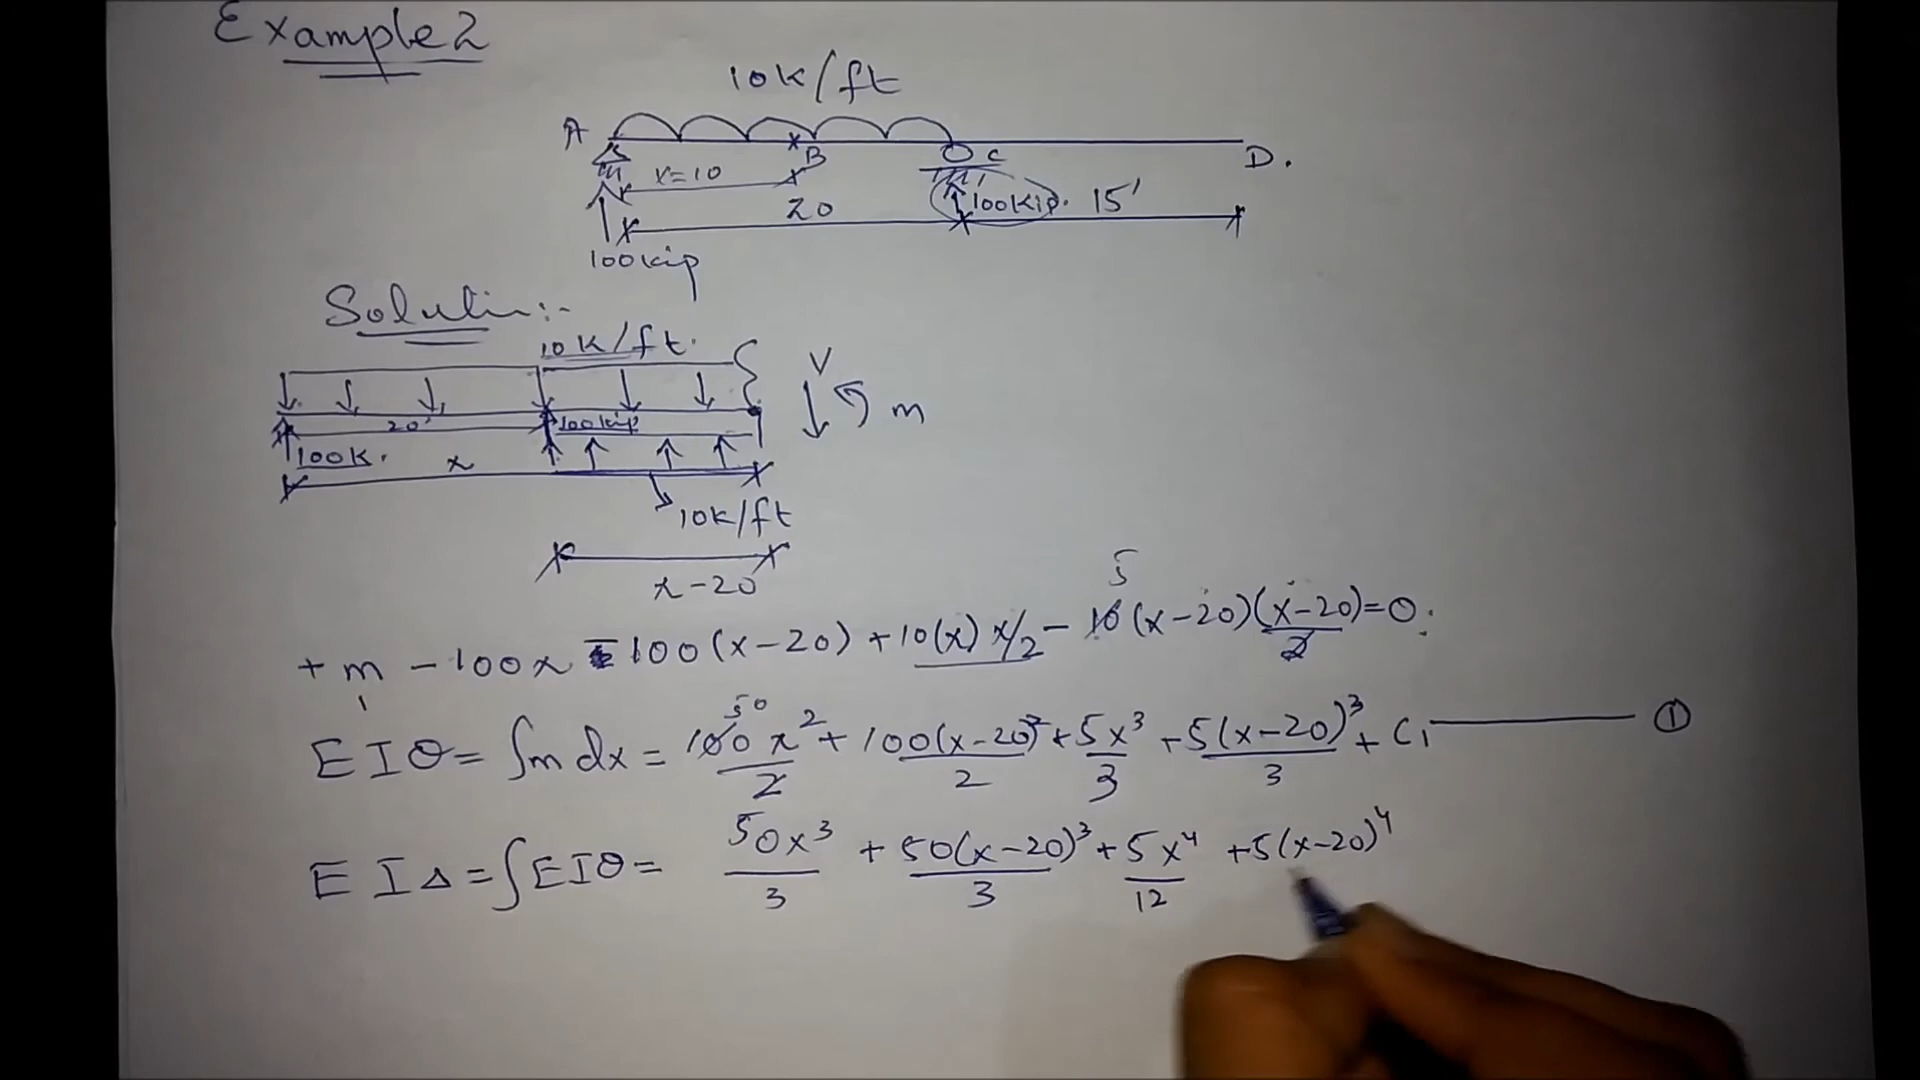 Example 2
10k/ft
A
B
C
D.
x=10
20
100kip. 15'
100kip
Solutin:-
10k/ft.
V
m
20'
100kip
100k.
x
10k/ft
x-20
5
+ m - 100x - 100(x-20) + 10(x) x/2 - 10(x-20)(x-20)/2 = 0.
50
EIθ = ∫m dx = 100x²/2 + 100(x-20)²/2 + 5x³/3 + 5(x-20)³/3 + C₁ ——— ①
EIΔ = ∫EIθ = 50x³/3 + 50(x-20)³/3 + 5x⁴/12 + 5(x-20)⁴